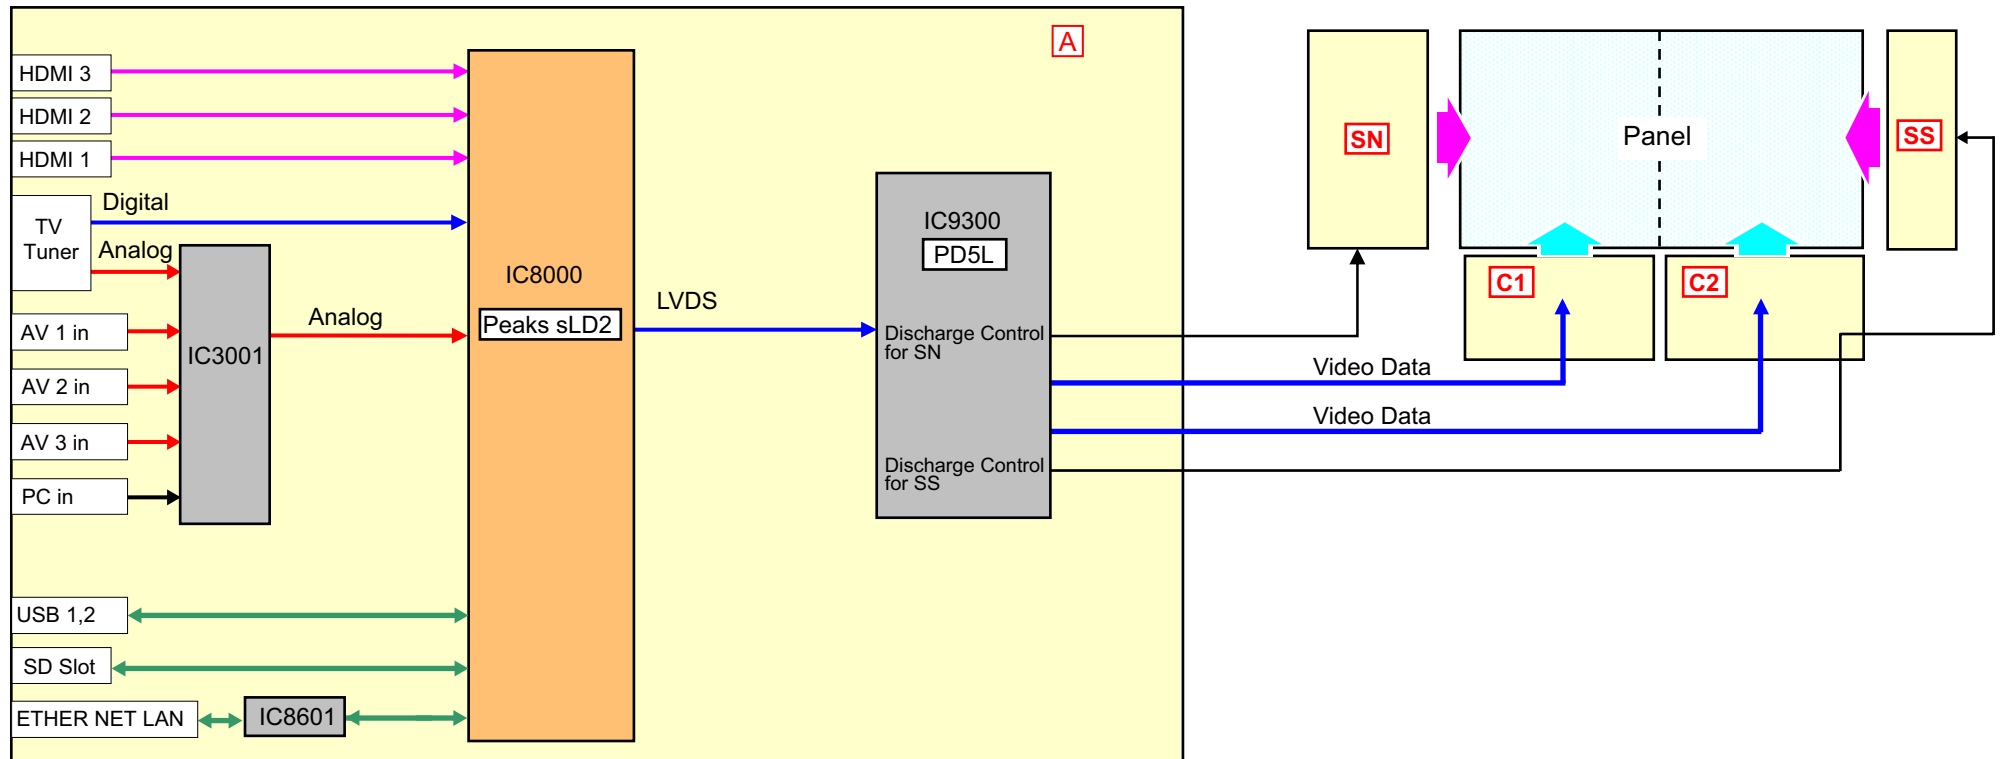 A
HDMI 3
HDMI 2
HDMI 1
TV
Tuner
Digital
Analog
AV 1 in
AV 2 in
AV 3 in
PC in
IC3001
Analog
USB 1,2
SD Slot
ETHER NET LAN
IC8601
IC8000
Peaks sLD2
LVDS
IC9300
PD5L
Discharge Control
for SN
Discharge Control
for SS
Video Data
Video Data
SN
Panel
SS
C1
C2